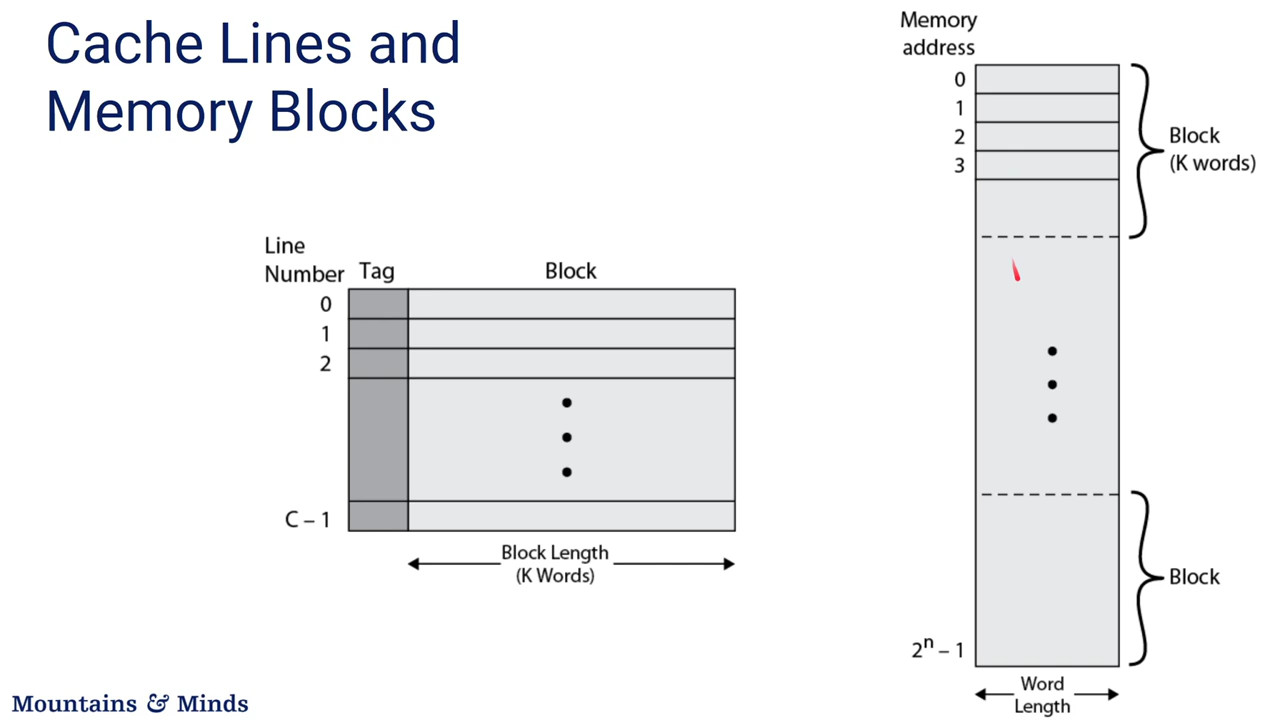 Cache Lines and
Memory Blocks
Line
Number
Tag
Block
0
1
2
C – 1
Block Length
(K Words)
Memory
address
0
1
2
3
Block
(K words)
Block
2ⁿ – 1
Word
Length
Mountains & Minds